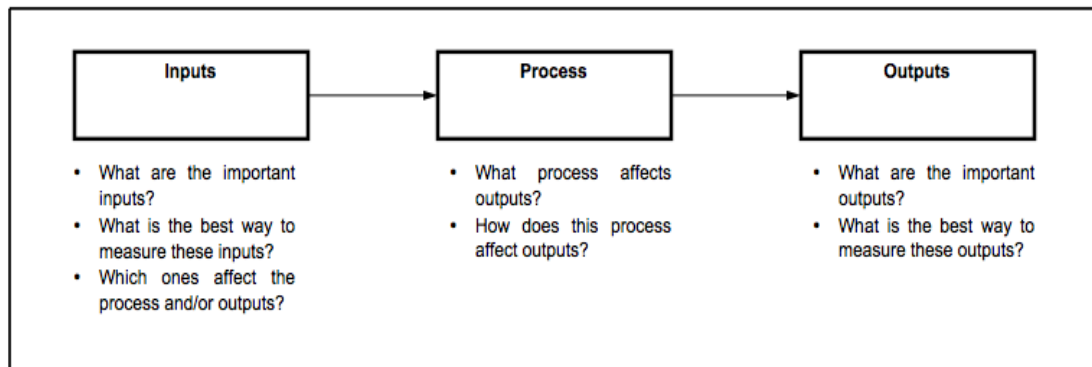 Inputs
Process
Outputs
• What are the important
inputs?
• What is the best way to
measure these inputs?
• Which ones affect the
process and/or outputs?
• What process affects
outputs?
• How does this process
affect outputs?
• What are the important
outputs?
• What is the best way to
measure these outputs?